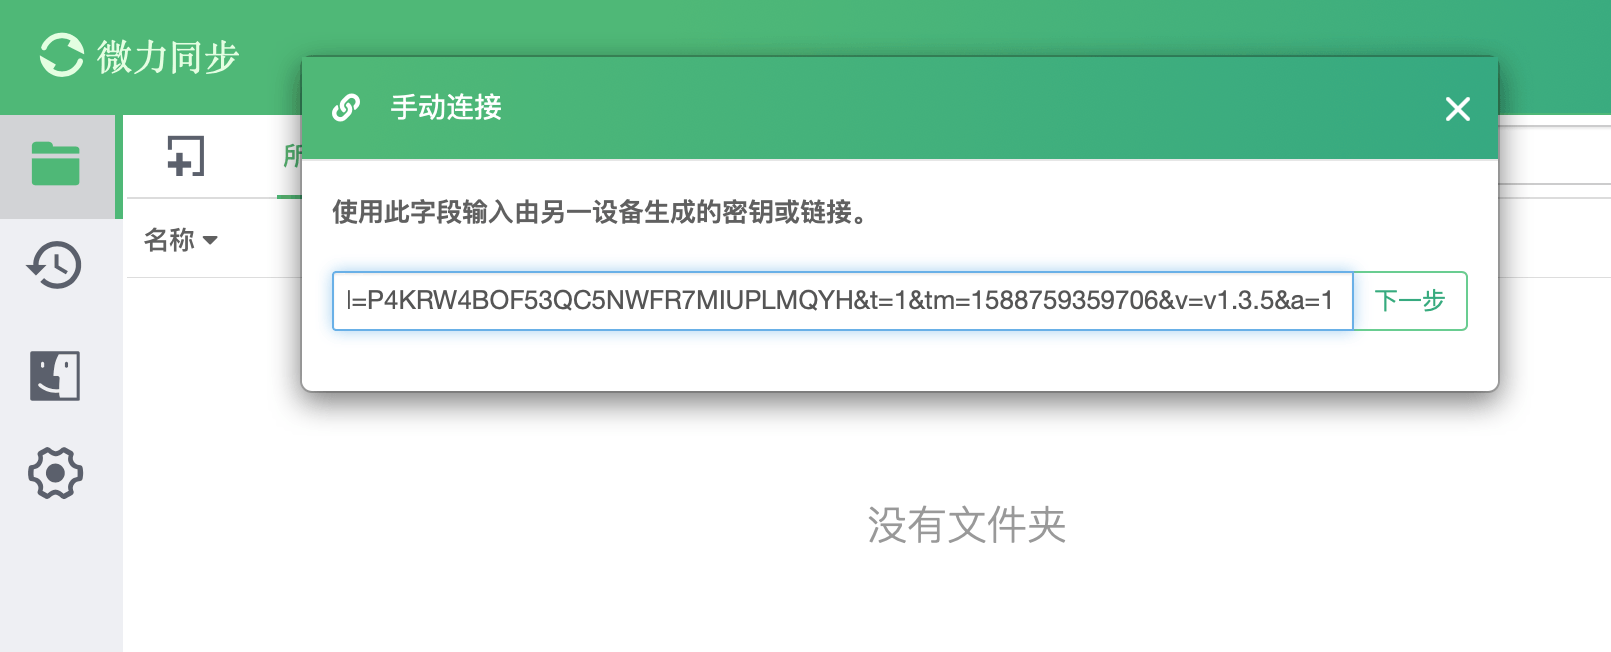 微力同步
手动连接
所
使用此字段输入由另一设备生成的密钥或链接。
名称
l=P4KRW4BOF53QC5NWFR7MIUPLMQYH&t=1&tm=1588759359706&v=v1.3.5&a=1
下一步
没有文件夹